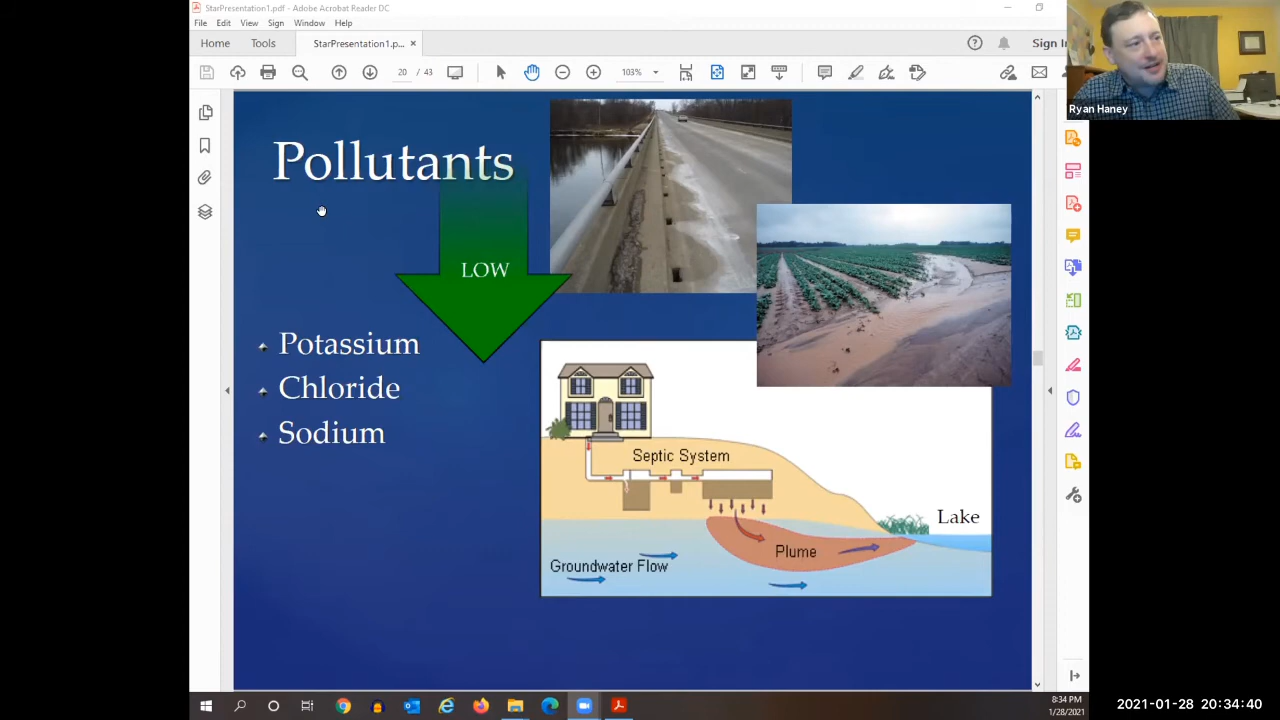 StarPresentation1.pdf - Adobe Acrobat Reader DC
File Edit View Sign Window Help
Home Tools StarPresentation1.p... × Sign In
20 / 43 103%
Ryan Haney
Pollutants
LOW
Potassium
Chloride
Sodium
Septic System
Lake
Plume
Groundwater Flow
8:34 PM
1/28/2021
2021-01-28 20:34:40